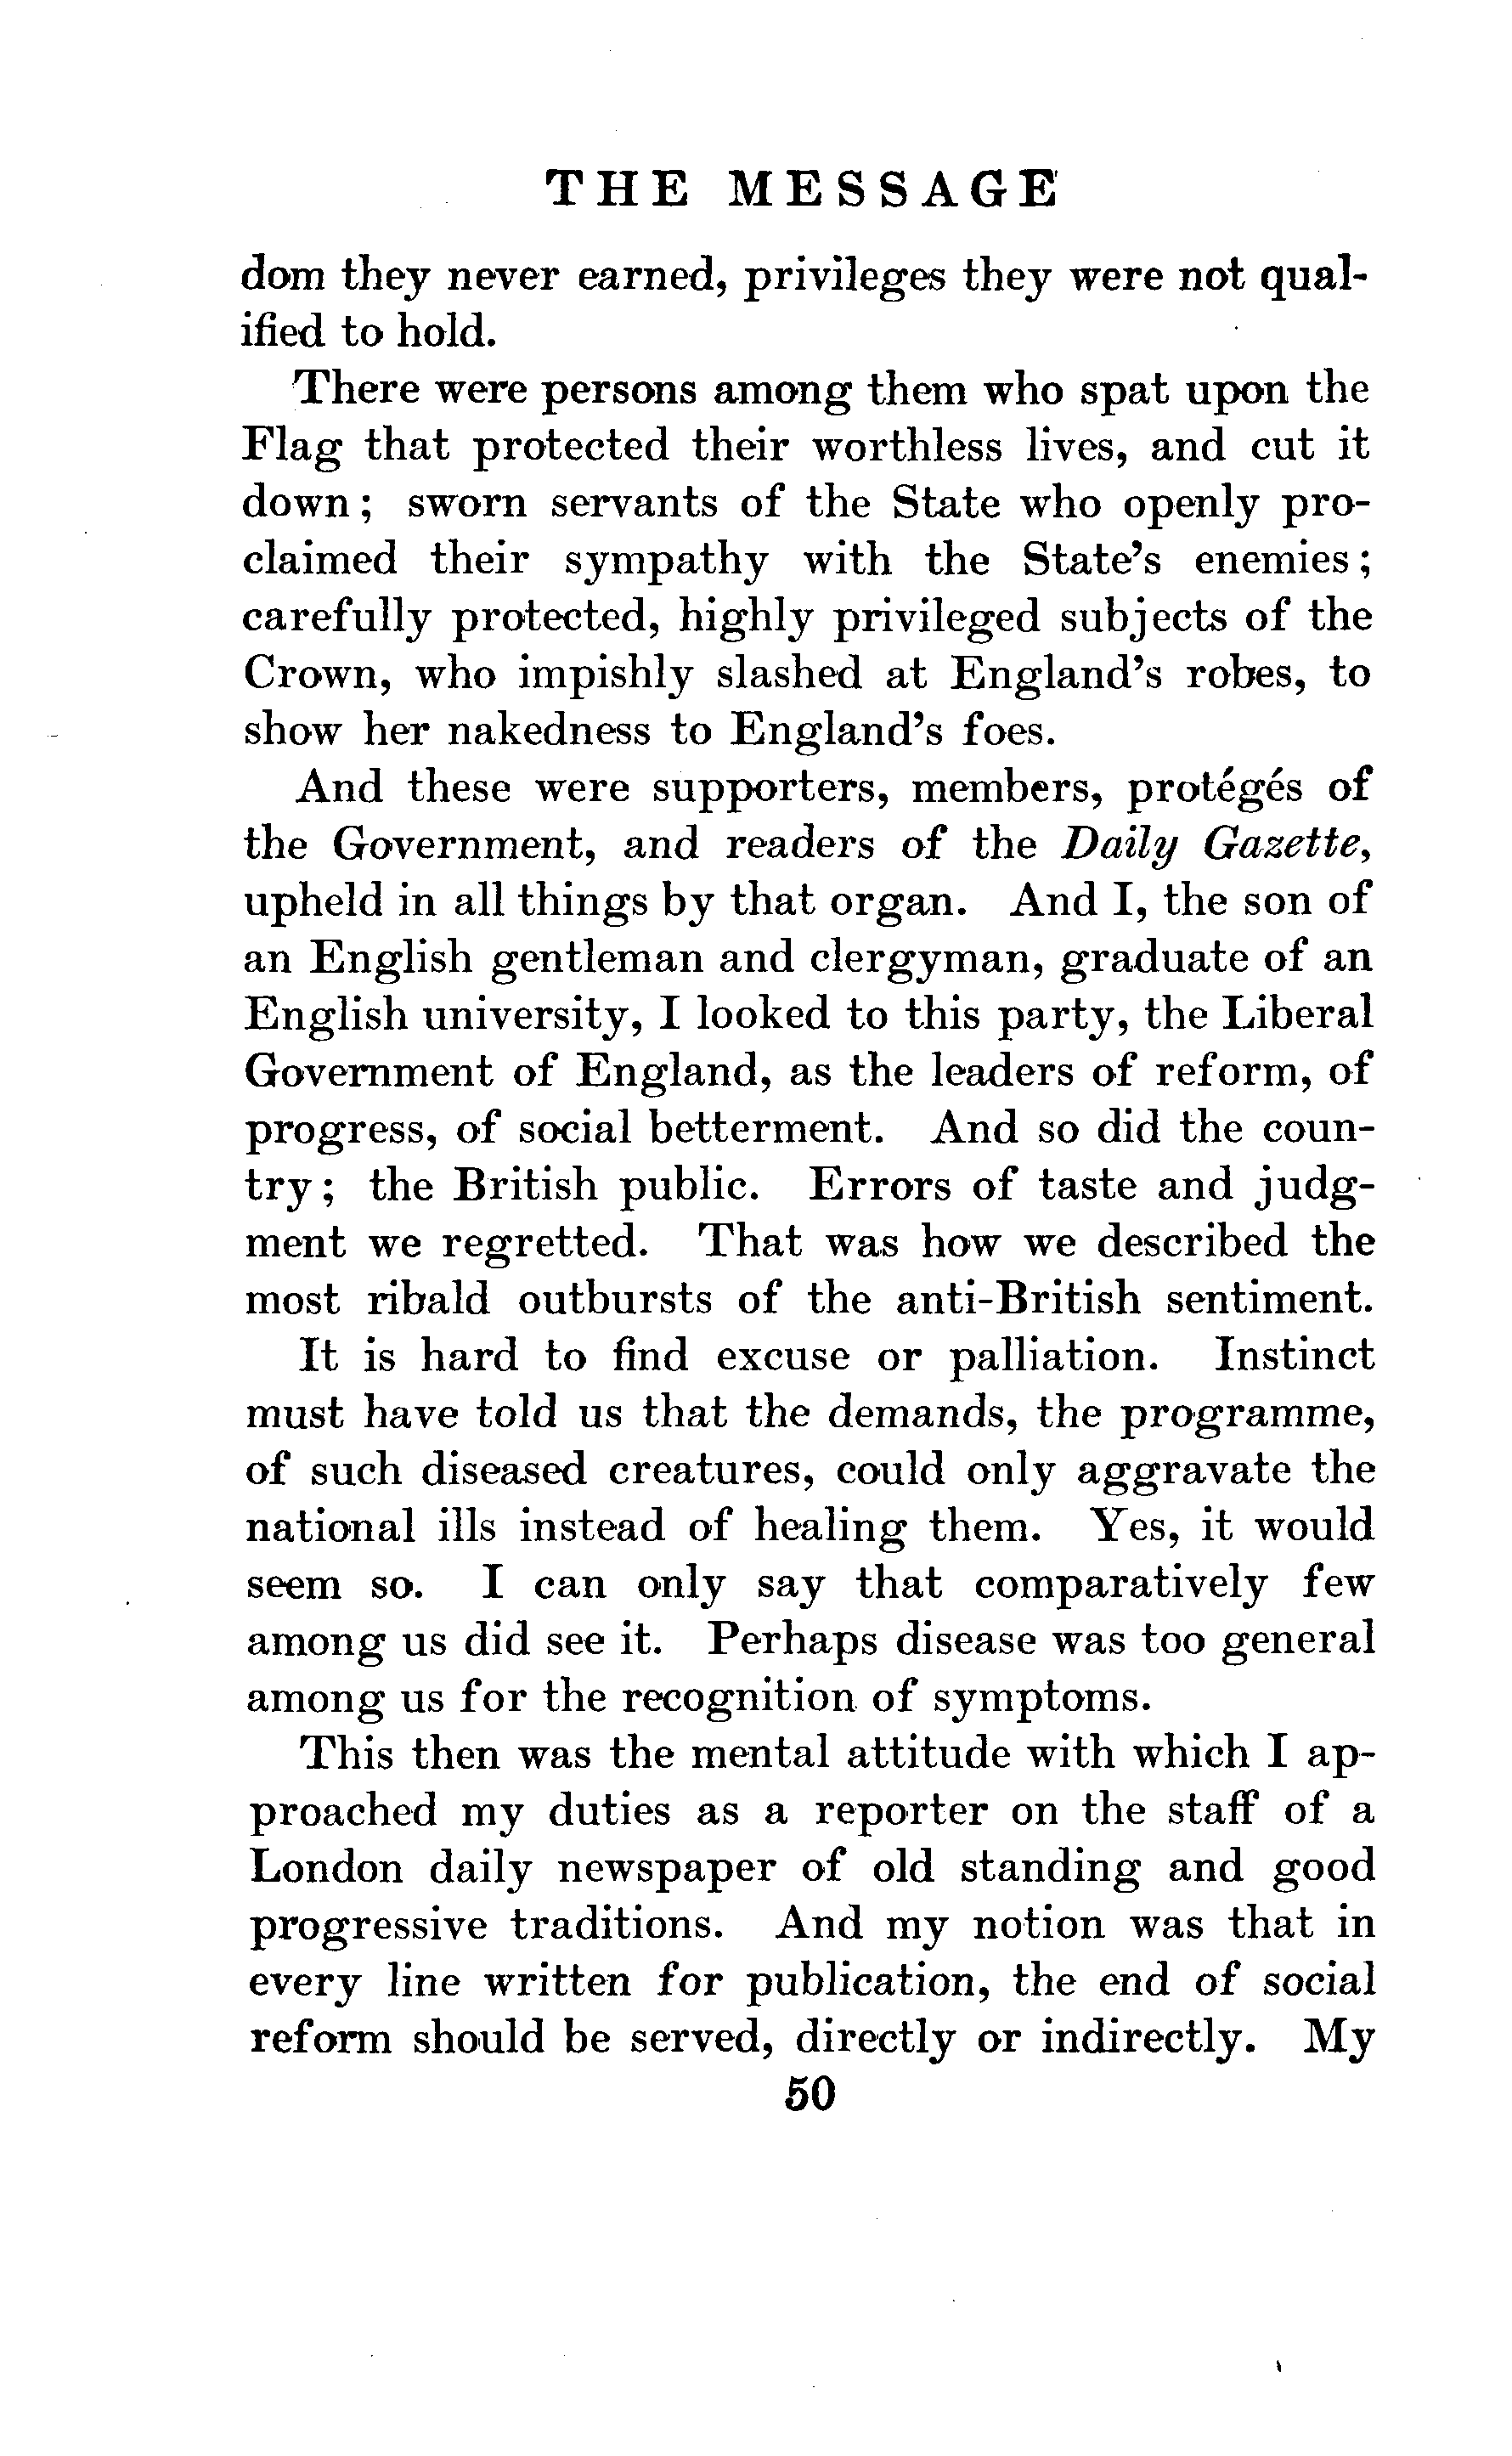 THE MESSAGE
dom they never earned, privileges they were not qual-
ified to hold.
There were persons among them who spat upon the
Flag that protected their worthless lives, and cut it
down; sworn servants of the State who openly pro-
claimed their sympathy with the State's enemies;
carefully protected, highly privileged subjects of the
Crown, who impishly slashed at England's robes, to
show her nakedness to England's foes.
And these were supporters, members, protégés of
the Government, and readers of the Daily Gazette,
upheld in all things by that organ. And I, the son of
an English gentleman and clergyman, graduate of an
English university, I looked to this party, the Liberal
Government of England, as the leaders of reform, of
progress, of social betterment. And so did the coun-
try; the British public. Errors of taste and judg-
ment we regretted. That was how we described the
most ribald outbursts of the anti-British sentiment.
It is hard to find excuse or palliation. Instinct
must have told us that the demands, the programme,
of such diseased creatures, could only aggravate the
national ills instead of healing them. Yes, it would
seem so. I can only say that comparatively few
among us did see it. Perhaps disease was too general
among us for the recognition of symptoms.
This then was the mental attitude with which I ap-
proached my duties as a reporter on the staff of a
London daily newspaper of old standing and good
progressive traditions. And my notion was that in
every line written for publication, the end of social
reform should be served, directly or indirectly. My
50